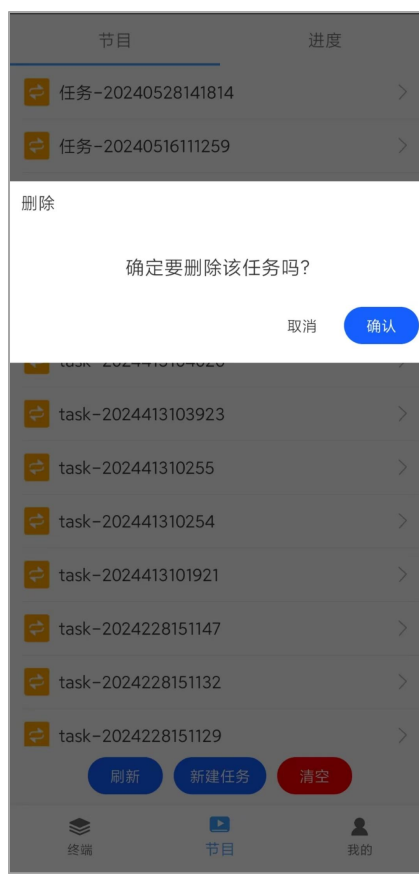 节目 进度
任务-20240528141814
任务-20240516111259
删除
确定要删除该任务吗?
取消 确认
task-2024413103923
task-2024413310255
task-2024413310254
task-2024413101921
task-2024228151147
task-2024228151132
task-2024228151129
刷新 新建任务 清空
终端 节目 我的